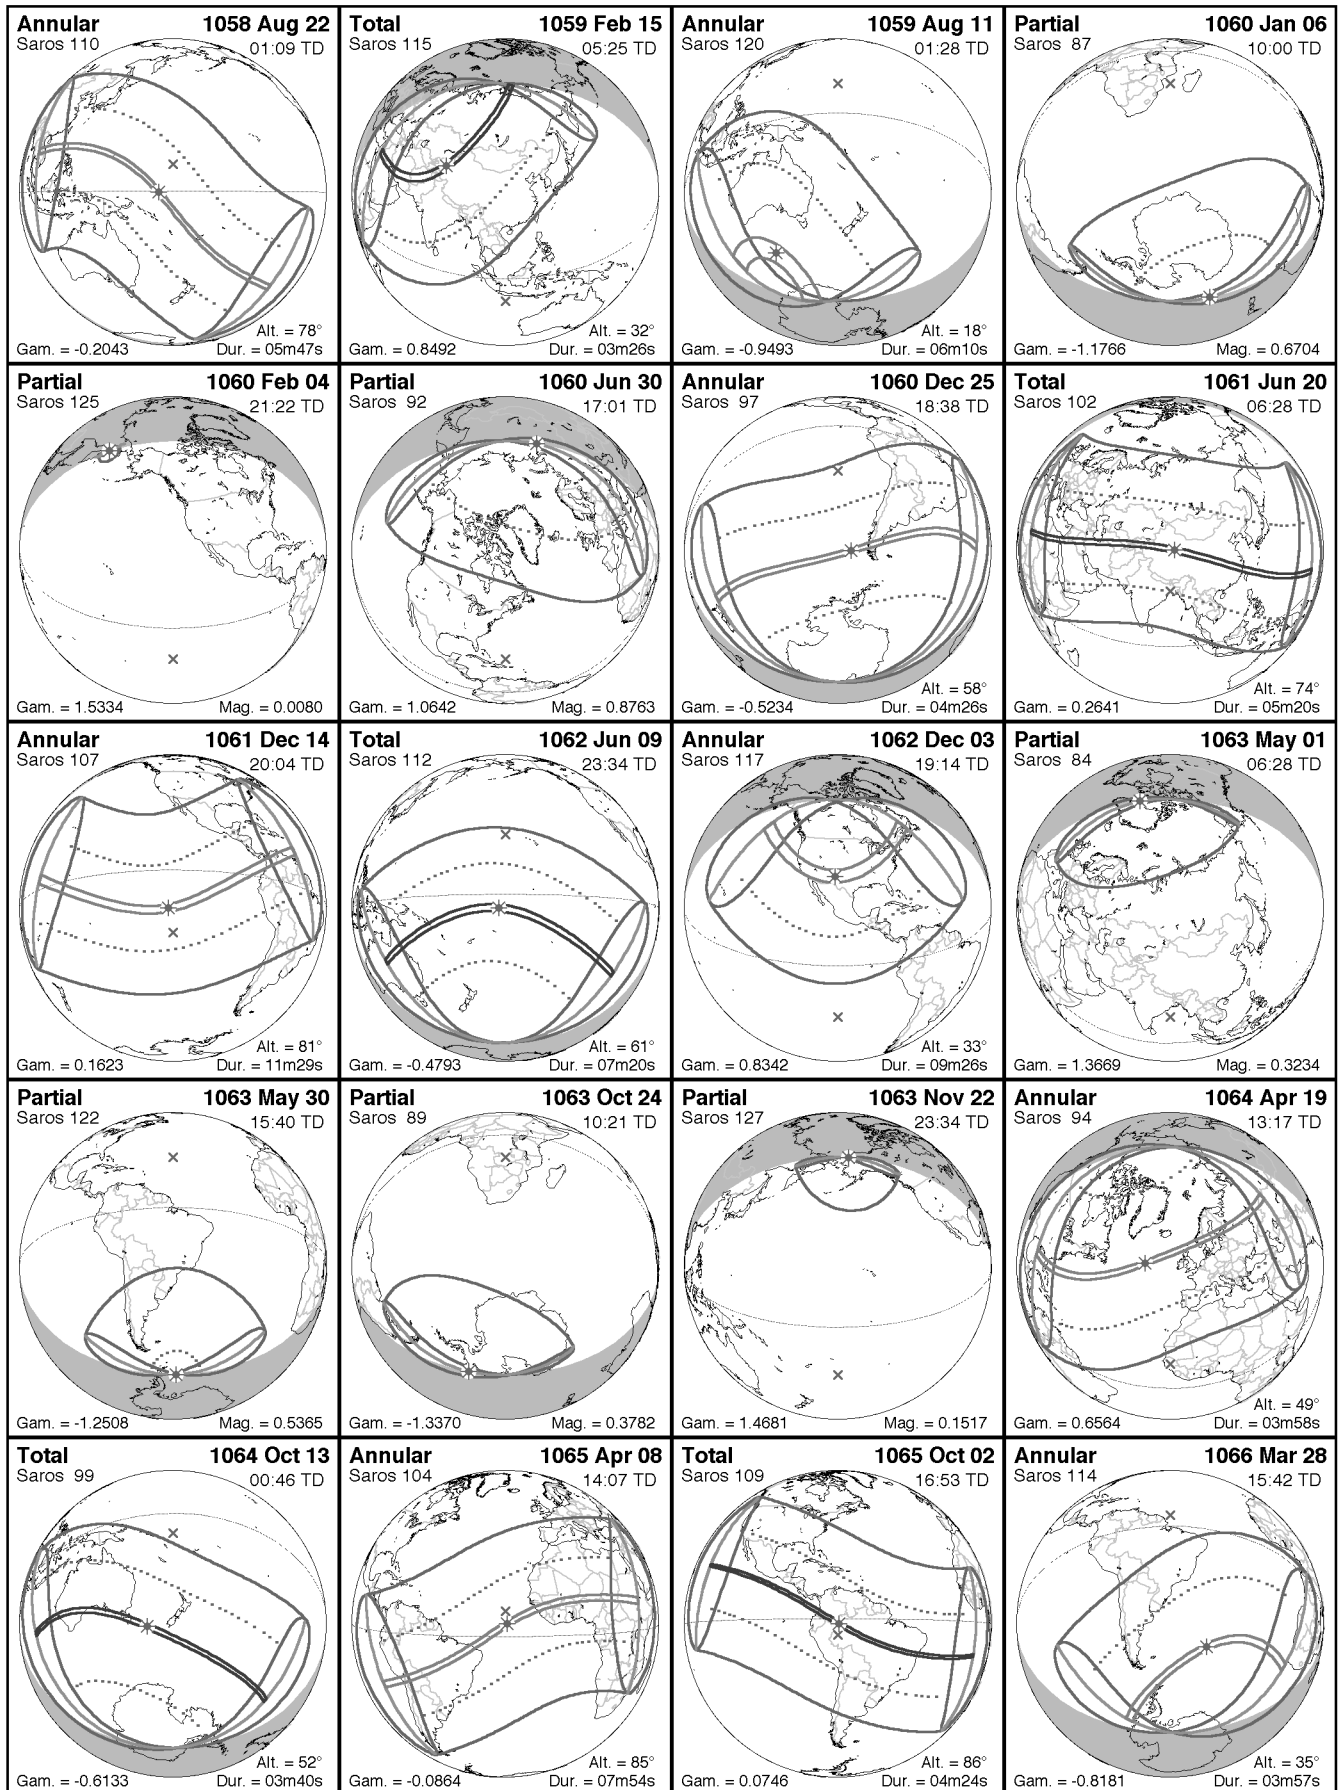 Annular 1058 Aug 22
Saros 110 01:09 TD
Alt. = 78°
Gam. = -0.2043 Dur. = 05m47s
Total 1059 Feb 15
Saros 115 05:25 TD
Alt. = 32°
Gam. = 0.8492 Dur. = 03m26s
Annular 1059 Aug 11
Saros 120 01:28 TD
Alt. = 18°
Gam. = -0.9493 Dur. = 06m10s
Partial 1060 Jan 06
Saros 87 10:00 TD
Gam. = -1.1766 Mag. = 0.6704
Partial 1060 Feb 04
Saros 125 21:22 TD
Gam. = 1.5334 Mag. = 0.0080
Partial 1060 Jun 30
Saros 92 17:01 TD
Gam. = 1.0642 Mag. = 0.8763
Annular 1060 Dec 25
Saros 97 18:38 TD
Alt. = 58°
Gam. = -0.5234 Dur. = 04m26s
Total 1061 Jun 20
Saros 102 06:28 TD
Alt. = 74°
Gam. = 0.2641 Dur. = 05m20s
Annular 1061 Dec 14
Saros 107 20:04 TD
Alt. = 81°
Gam. = 0.1623 Dur. = 11m29s
Total 1062 Jun 09
Saros 112 23:34 TD
Alt. = 61°
Gam. = -0.4793 Dur. = 07m20s
Annular 1062 Dec 03
Saros 117 19:14 TD
Alt. = 33°
Gam. = 0.8342 Dur. = 09m26s
Partial 1063 May 01
Saros 84 06:28 TD
Gam. = 1.3669 Mag. = 0.3234
Partial 1063 May 30
Saros 122 15:40 TD
Gam. = -1.2508 Mag. = 0.5365
Partial 1063 Oct 24
Saros 89 10:21 TD
Gam. = -1.3370 Mag. = 0.3782
Partial 1063 Nov 22
Saros 127 23:34 TD
Gam. = 1.4681 Mag. = 0.1517
Annular 1064 Apr 19
Saros 94 13:17 TD
Alt. = 49°
Gam. = 0.6564 Dur. = 03m58s
Total 1064 Oct 13
Saros 99 00:46 TD
Alt. = 52°
Gam. = -0.6133 Dur. = 03m40s
Annular 1065 Apr 08
Saros 104 14:07 TD
Alt. = 85°
Gam. = -0.0864 Dur. = 07m54s
Total 1065 Oct 02
Saros 109 16:53 TD
Alt. = 86°
Gam. = 0.0746 Dur. = 04m24s
Annular 1066 Mar 28
Saros 114 15:42 TD
Alt. = 35°
Gam. = -0.8181 Dur. = 03m57s